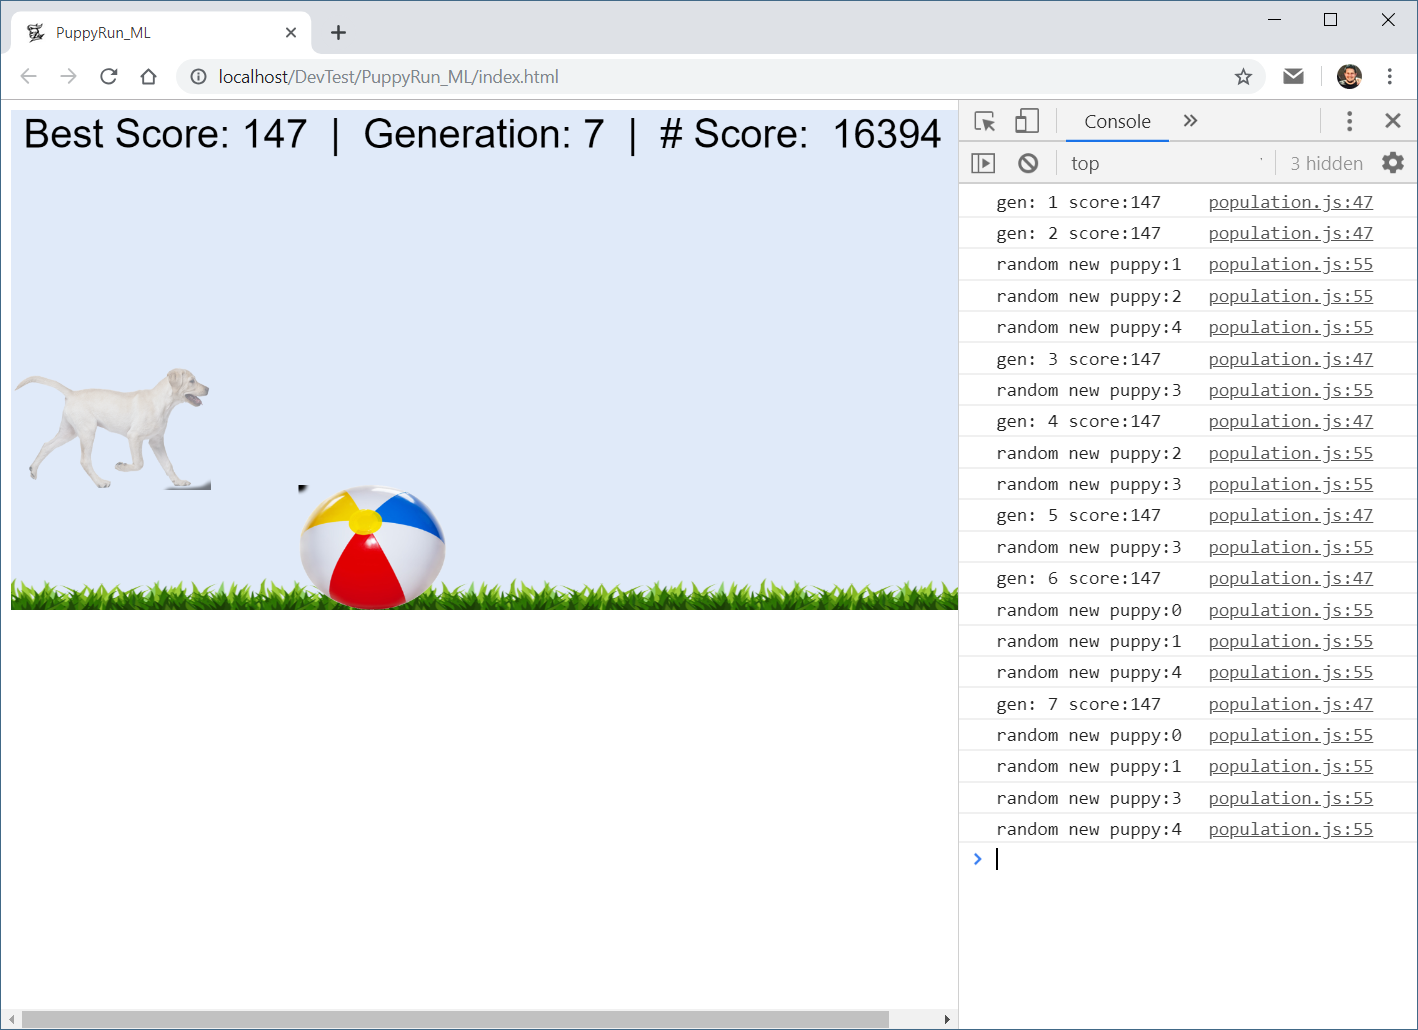 PuppyRun_ML
localhost/DevTest/PuppyRun_ML/index.html
Best Score: 147 | Generation: 7 | # Score: 16394
Console
top
3 hidden
gen: 1 score:147 population.js:47
gen: 2 score:147 population.js:47
random new puppy:1 population.js:55
random new puppy:2 population.js:55
random new puppy:4 population.js:55
gen: 3 score:147 population.js:47
random new puppy:3 population.js:55
gen: 4 score:147 population.js:47
random new puppy:2 population.js:55
random new puppy:3 population.js:55
gen: 5 score:147 population.js:47
random new puppy:3 population.js:55
gen: 6 score:147 population.js:47
random new puppy:0 population.js:55
random new puppy:1 population.js:55
random new puppy:4 population.js:55
gen: 7 score:147 population.js:47
random new puppy:0 population.js:55
random new puppy:1 population.js:55
random new puppy:3 population.js:55
random new puppy:4 population.js:55